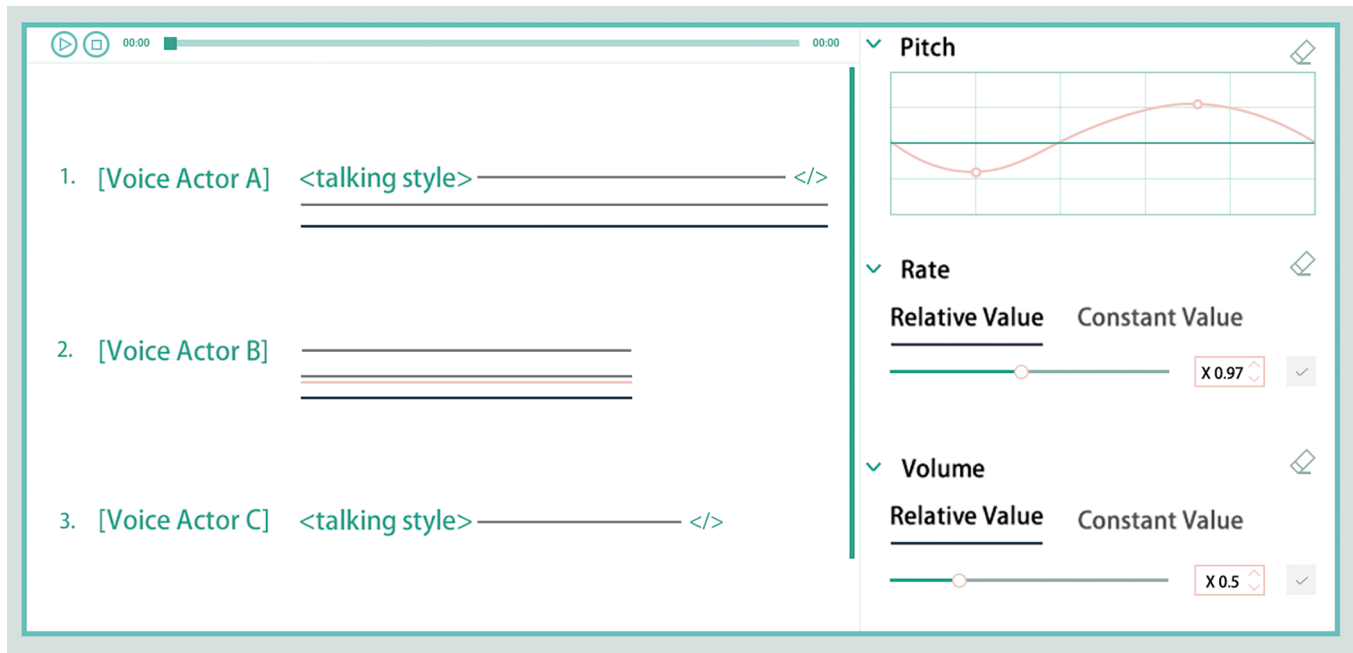 00:00
00:00
1. [Voice Actor A] <talking style> </>
2. [Voice Actor B]
3. [Voice Actor C] <talking style> </>
Pitch
Rate
Relative Value Constant Value
X 0.97
Volume
Relative Value Constant Value
X 0.5